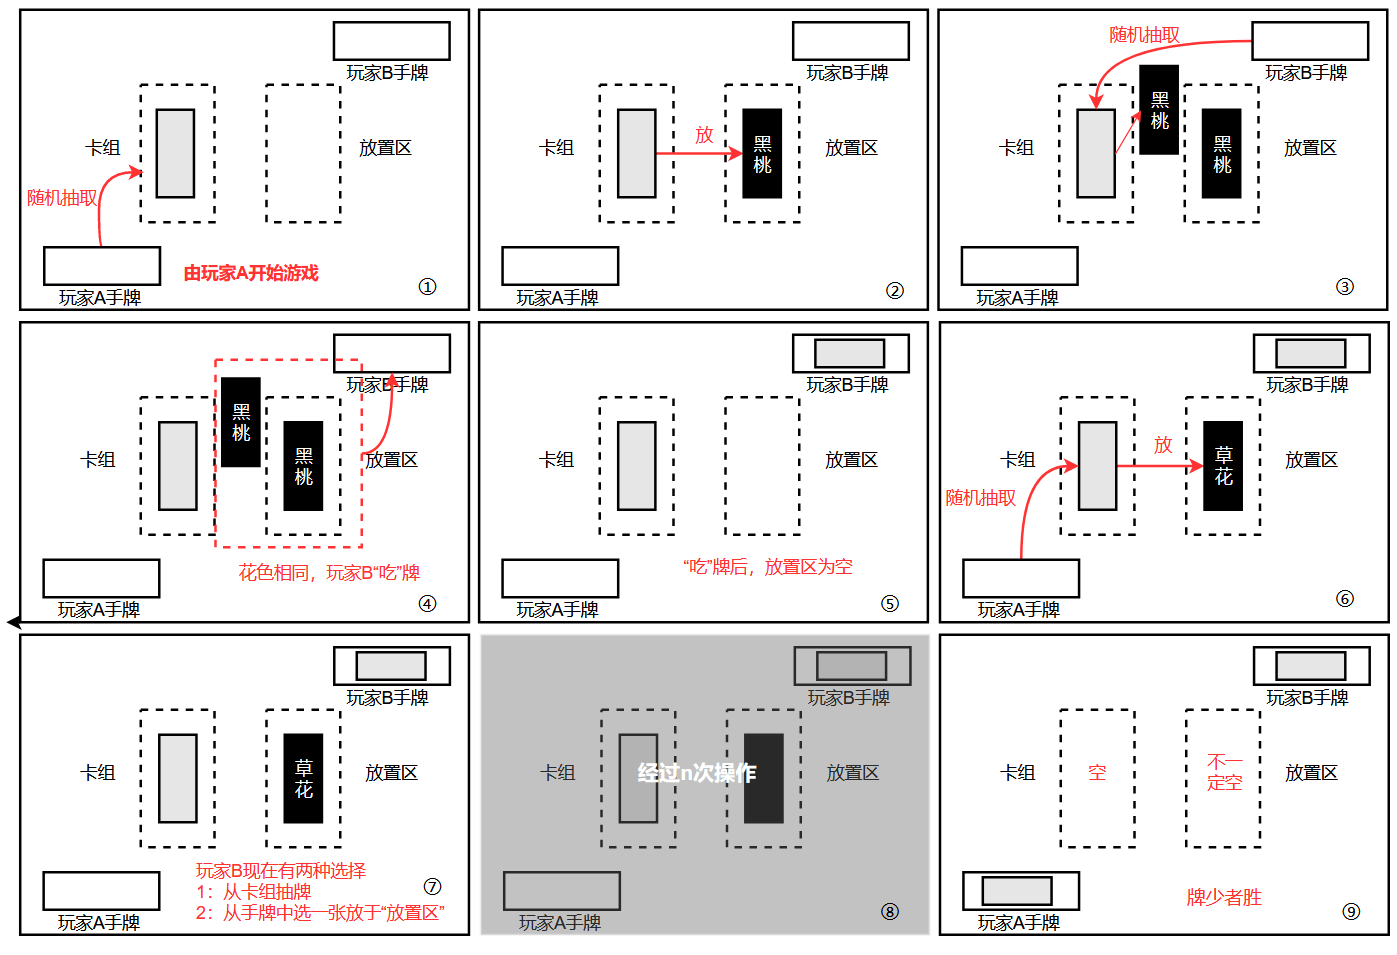 玩家B手牌
卡组
放置区
随机抽取
由玩家A开始游戏
玩家A手牌
①
玩家B手牌
卡组
放
黑
桃
放置区
玩家A手牌
②
随机抽取
玩家B手牌
卡组
黑
桃
黑
桃
放置区
玩家A手牌
③
玩家B手牌
卡组
黑
桃
黑
桃
放置区
花色相同，玩家B“吃”牌
玩家A手牌
④
玩家B手牌
卡组
放置区
“吃”牌后，放置区为空
玩家A手牌
⑤
玩家B手牌
卡组
放
草
花
放置区
随机抽取
玩家A手牌
⑥
玩家B手牌
卡组
草
花
放置区
玩家B现在有两种选择
1：从卡组抽牌
2：从手牌中选一张放于“放置区”
玩家A手牌
⑦
玩家B手牌
卡组
经过n次操作
放置区
玩家A手牌
⑧
玩家B手牌
卡组
空
不一
定空
放置区
牌少者胜
玩家A手牌
⑨